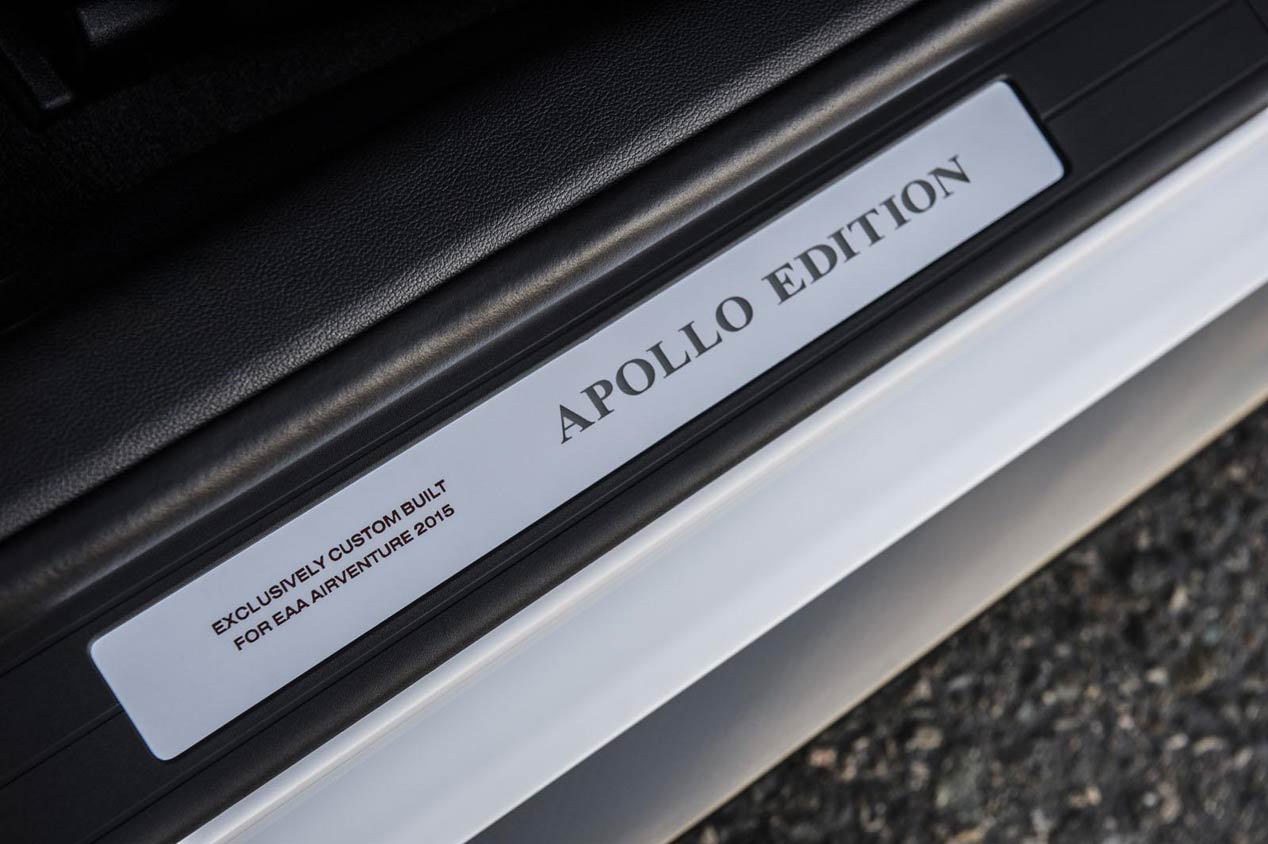 APOLLO EDITION
EXCLUSIVELY CUSTOM BUILT
FOR EAA AIRVENTURE 2015